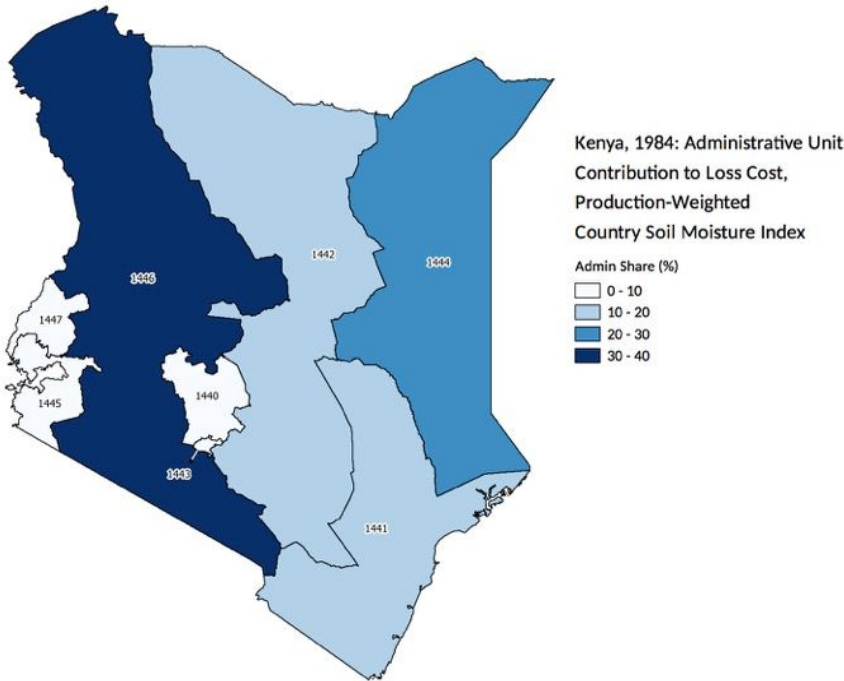 Kenya, 1984: Administrative Unit
Contribution to Loss Cost,
Production-Weighted
Country Soil Moisture Index
Admin Share (%)
0 - 10
10 - 20
20 - 30
30 - 40
1442
1444
1446
1447
1440
1445
1443
1441